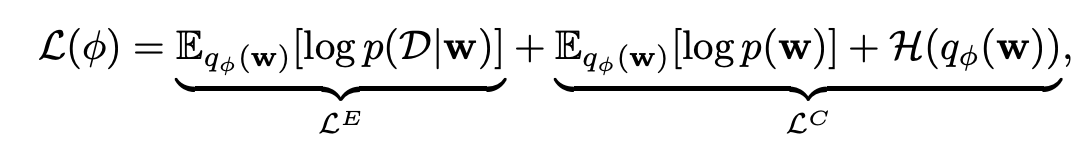 ℒ(ϕ) = 𝔼_{q_ϕ(𝐰)}[log p(𝒟|𝐰)] + 𝔼_{q_ϕ(𝐰)}[log p(𝐰)] + ℋ(q_ϕ(𝐰)),
ℒ^E ℒ^C